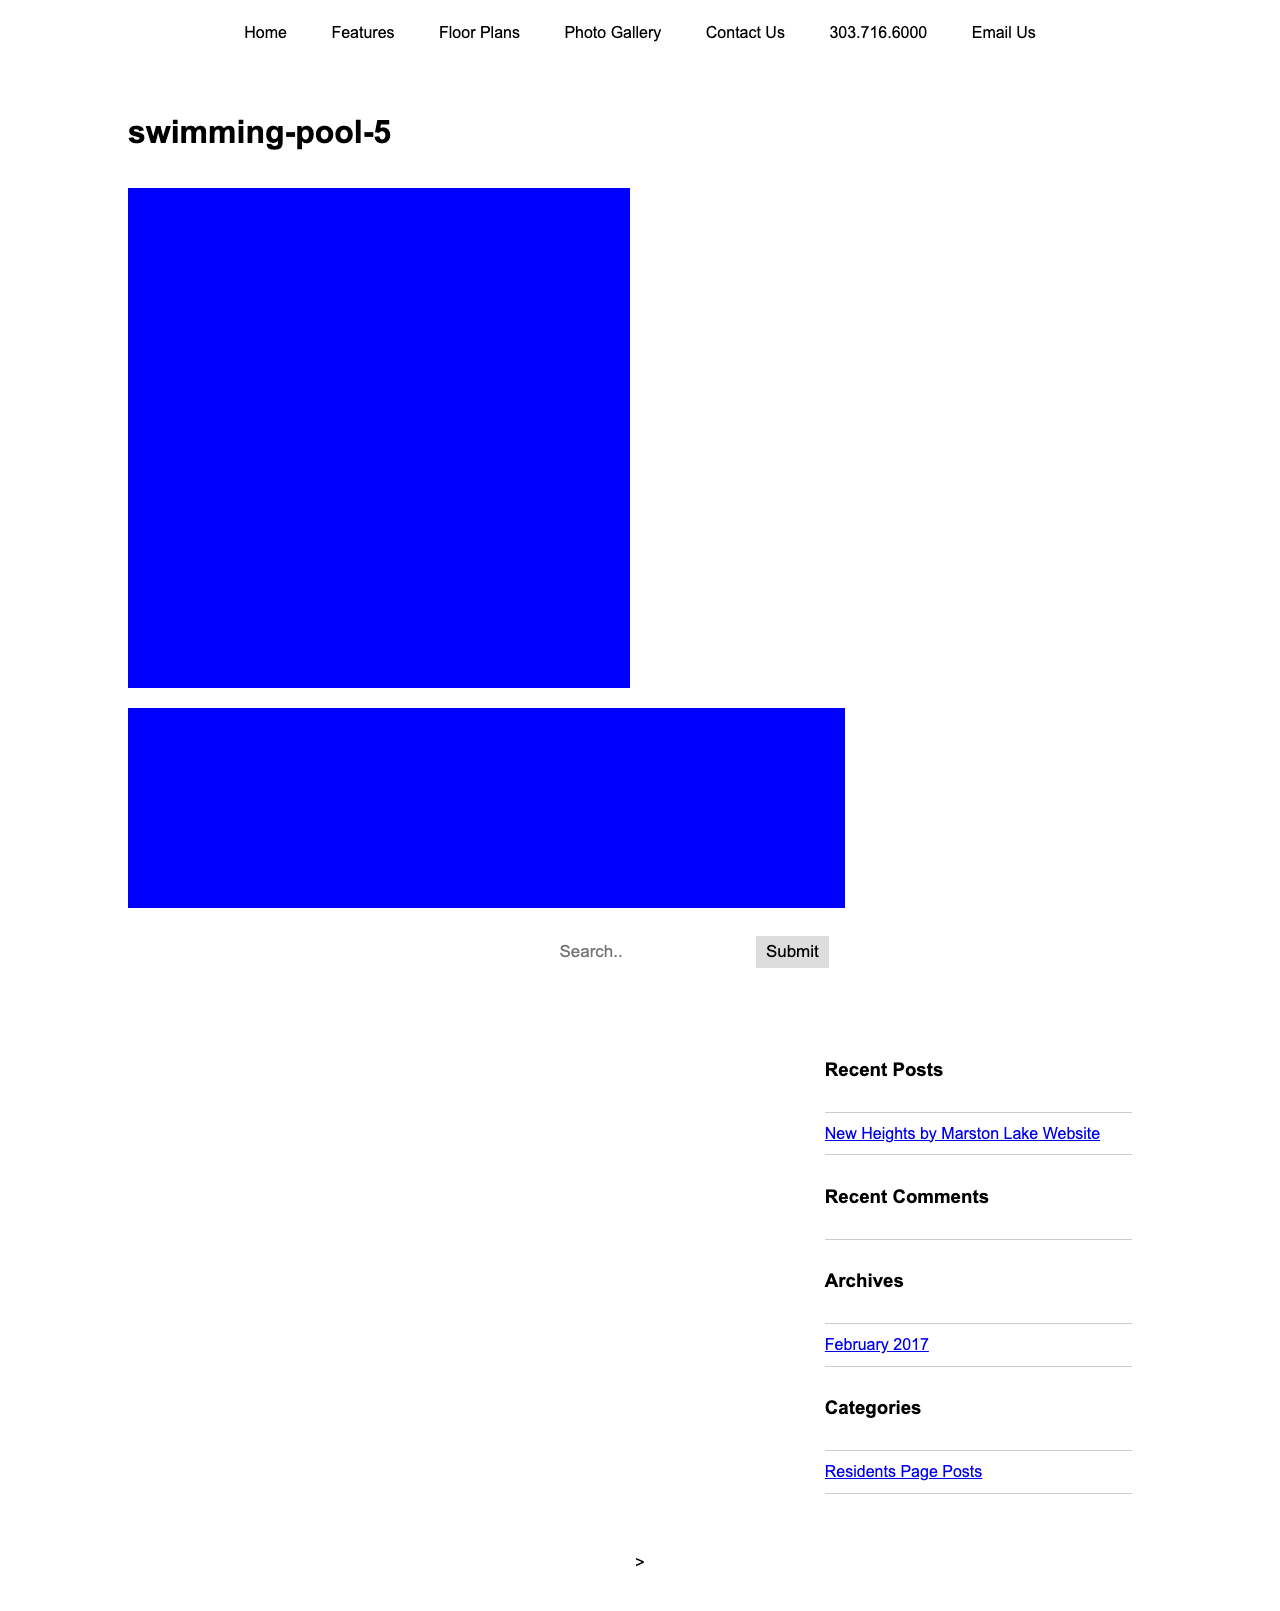 Home Features Floor Plans Photo Gallery Contact Us 303.716.6000 Email Us
swimming-pool-5
Search.. Submit
Recent Posts
New Heights by Marston Lake Website
Recent Comments
Archives
February 2017
Categories
Residents Page Posts
>